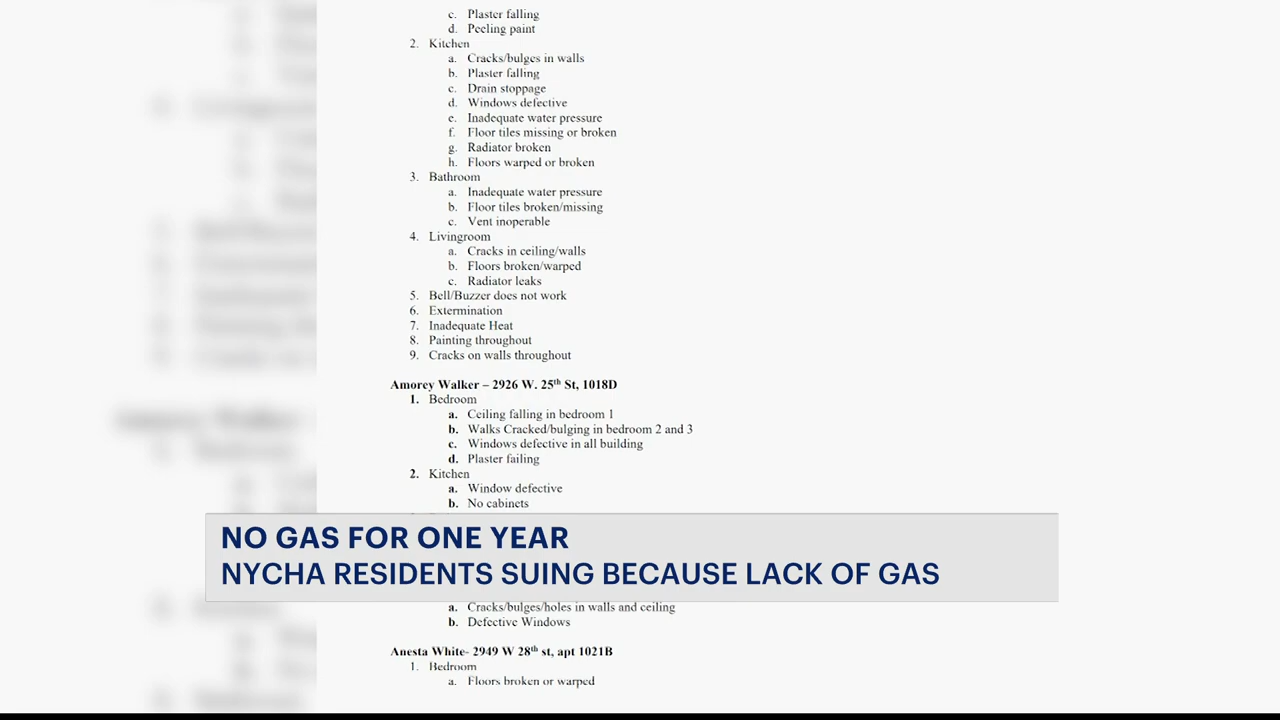 c. Plaster falling
d. Peeling paint
2. Kitchen
a. Cracks/bulges in walls
b. Plaster falling
c. Drain stoppage
d. Windows defective
e. Inadequate water pressure
f. Floor tiles missing or broken
g. Radiator broken
h. Floors warped or broken
3. Bathroom
a. Inadequate water pressure
b. Floor tiles broken/missing
c. Vent inoperable
4. Livingroom
a. Cracks in ceiling/walls
b. Floors broken/warped
c. Radiator leaks
5. Bell/Buzzer does not work
6. Extermination
7. Inadequate Heat
8. Painting throughout
9. Cracks on walls throughout
Amorey Walker – 2926 W. 25th St, 1018D
1. Bedroom
a. Ceiling falling in bedroom 1
b. Walks Cracked/bulging in bedroom 2 and 3
c. Windows defective in all building
d. Plaster failing
2. Kitchen
a. Window defective
b. No cabinets
NO GAS FOR ONE YEAR
NYCHA RESIDENTS SUING BECAUSE LACK OF GAS
a. Cracks/bulges/holes in walls and ceiling
b. Defective Windows
Anesta White- 2949 W 28th st, apt 1021B
1. Bedroom
a. Floors broken or warped